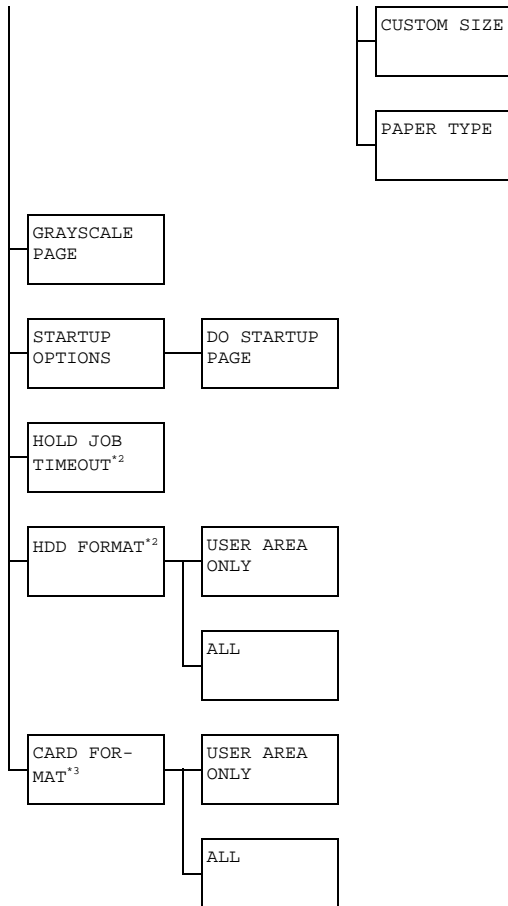 CUSTOM SIZE
PAPER TYPE
GRAYSCALE
PAGE
STARTUP
OPTIONS
DO STARTUP
PAGE
HOLD JOB
TIMEOUT*2
HDD FORMAT*2
USER AREA
ONLY
ALL
CARD FOR-
MAT*3
USER AREA
ONLY
ALL